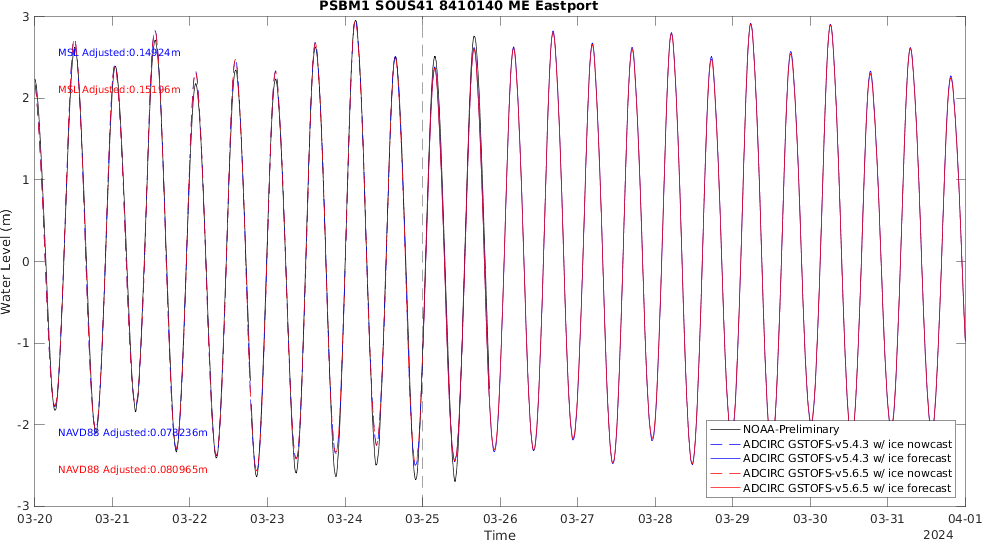 PSBM1 SOUS41 8410140 ME Eastport
3
2
1
0
-1
-2
-3
Water Level (m)
MSL Adjusted:0.14924m
MSL Adjusted:0.15196m
NAVD88 Adjusted:0.078236m
NAVD88 Adjusted:0.080965m
NOAA-Preliminary
ADCIRC GSTOFS-v5.4.3 w/ ice nowcast
ADCIRC GSTOFS-v5.4.3 w/ ice forecast
ADCIRC GSTOFS-v5.6.5 w/ ice nowcast
ADCIRC GSTOFS-v5.6.5 w/ ice forecast
03-20 03-21 03-22 03-23 03-24 03-25 03-26 03-27 03-28 03-29 03-30 03-31 04-01
Time
2024